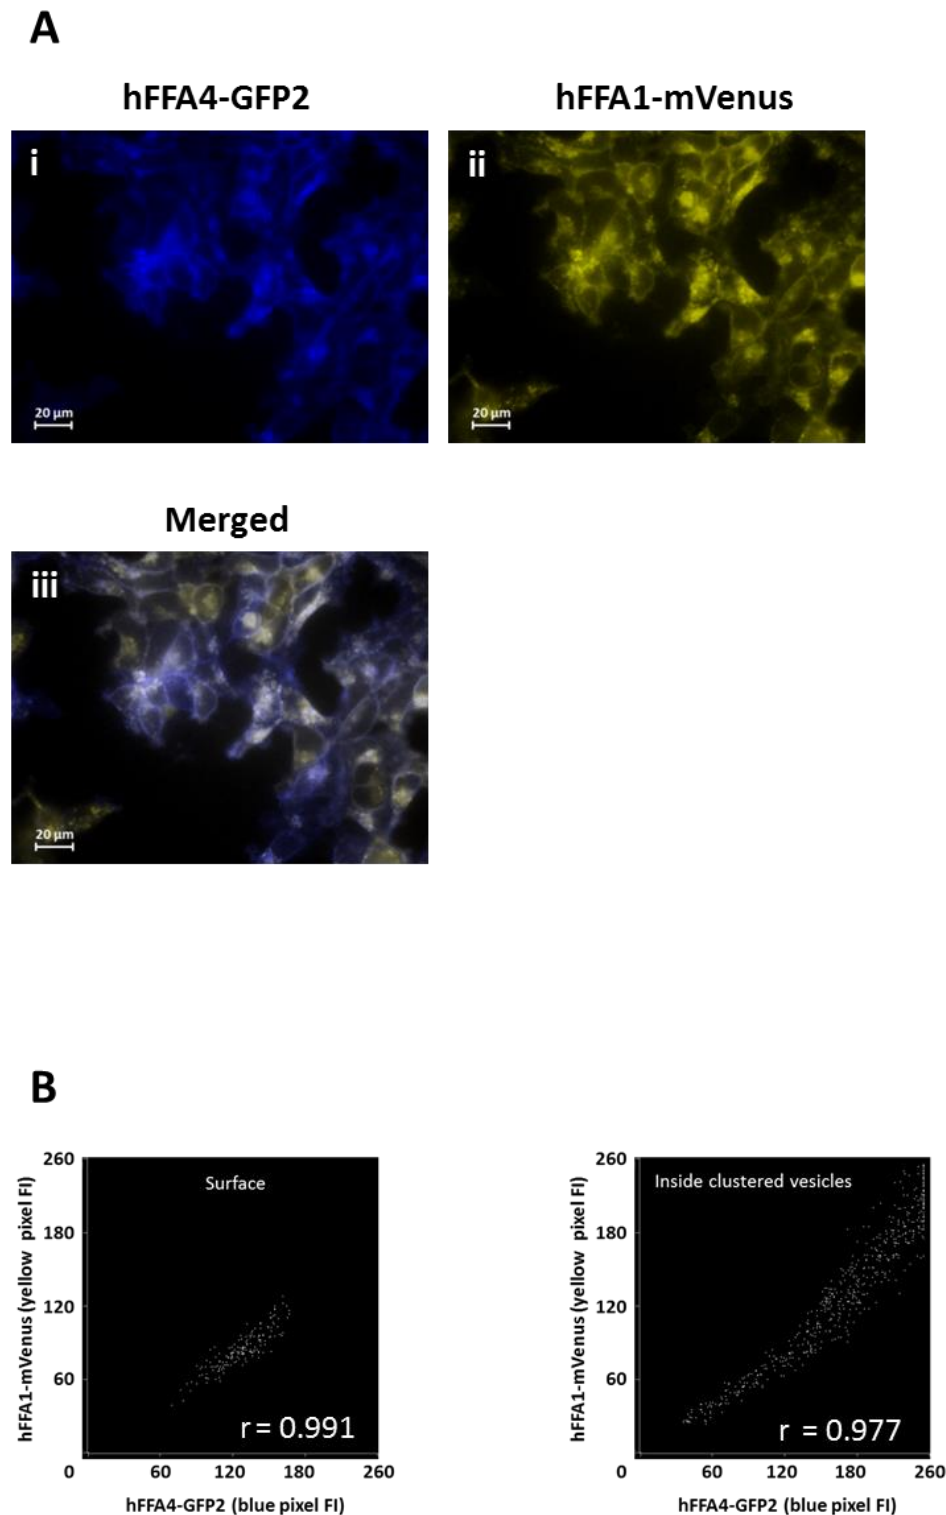 A
hFFA4-GFP2
hFFA1-mVenus
i
ii
20 µm
20 µm
Merged
iii
20 µm
B
260
180
120
60
0
60
120
180
260
hFFA1-mVenus (yellow pixel FI)
hFFA4-GFP2 (blue pixel FI)
Surface
r = 0.991
260
180
120
60
0
60
120
180
260
hFFA1-mVenus (yellow pixel FI)
hFFA4-GFP2 (blue pixel FI)
Inside clustered vesicles
r = 0.977